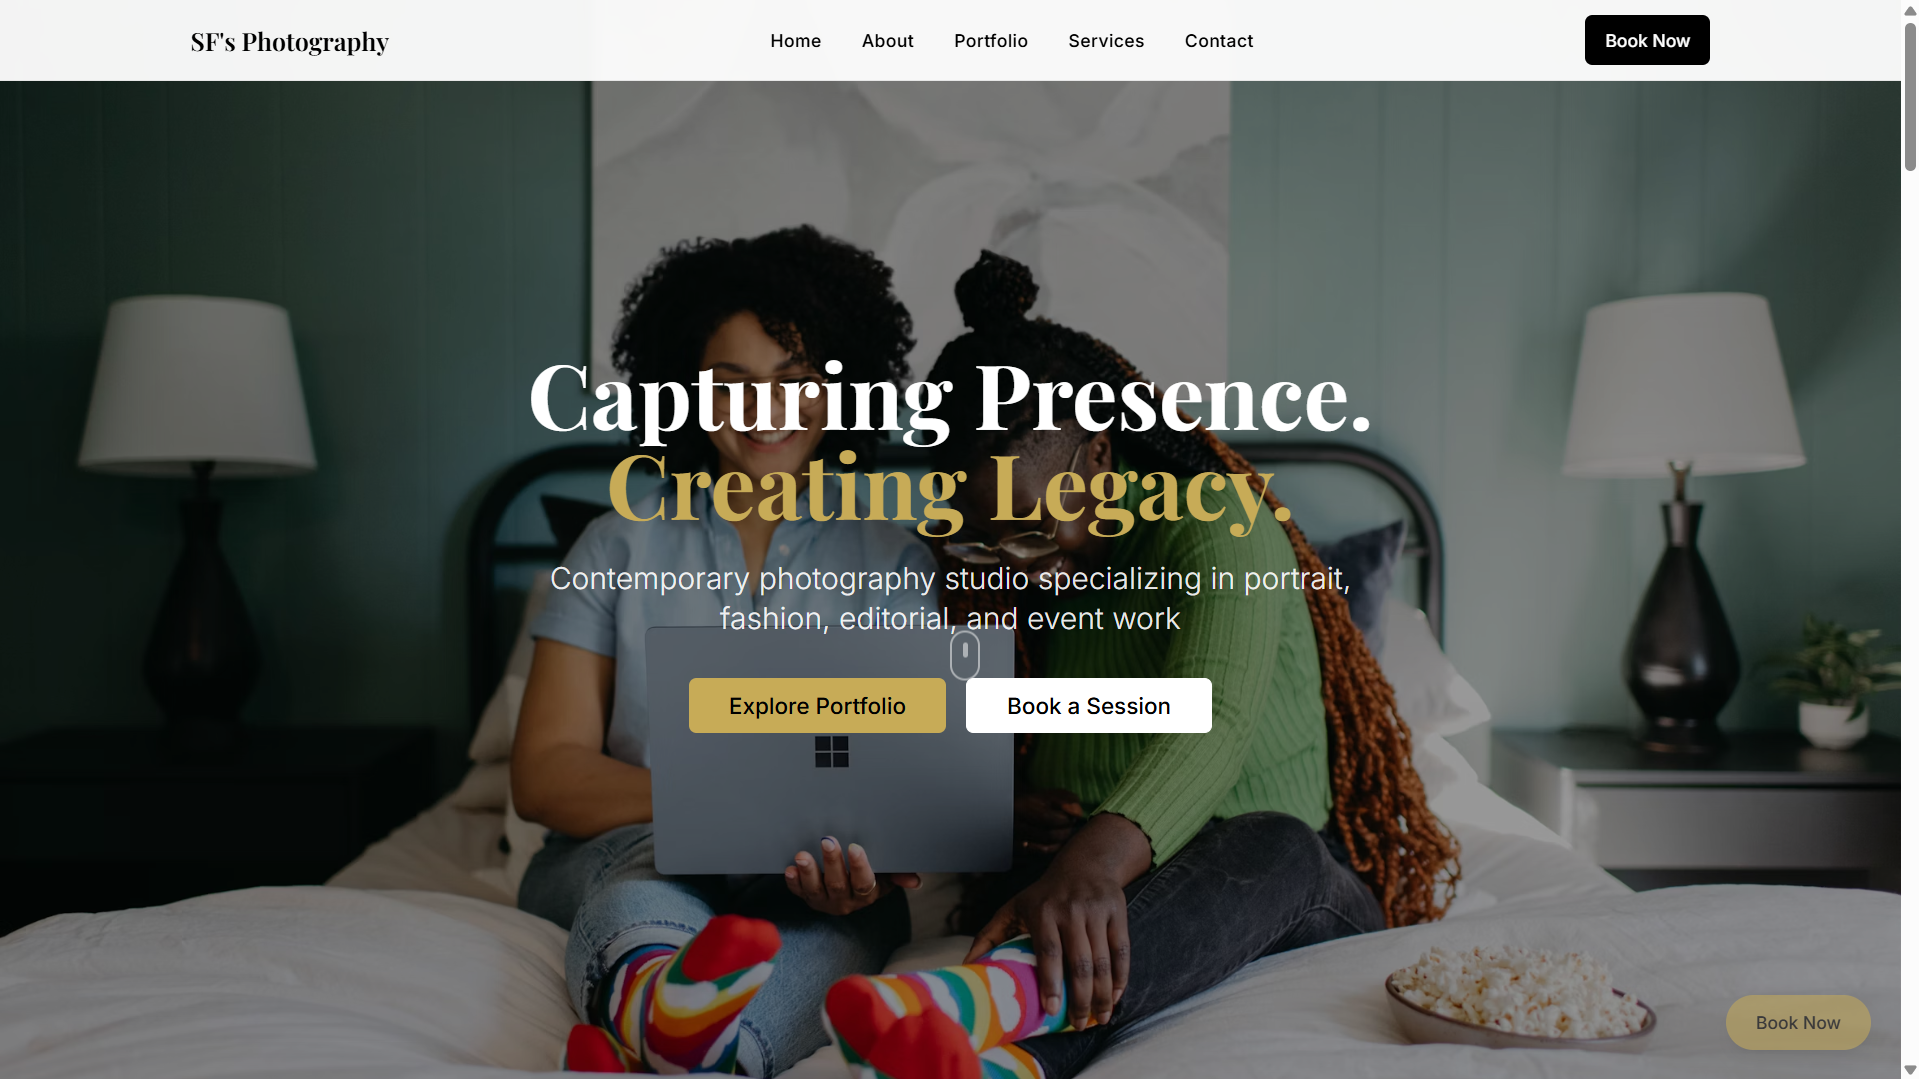 SF's Photography
Home
About
Portfolio
Services
Contact
Book Now
Capturing Presence.
Creating Legacy.
Contemporary photography studio specializing in portrait,
fashion, editorial, and event work
Explore Portfolio
Book a Session
Book Now